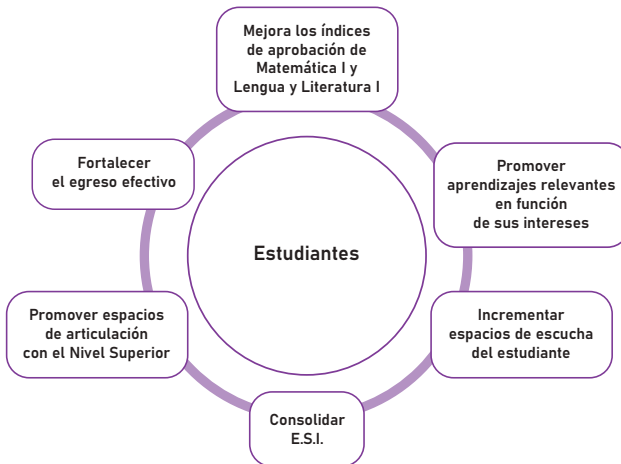 Mejora los índices
de aprobación de
Matemática I y
Lengua y Literatura I
Promover
aprendizajes relevantes
en función
de sus intereses
Incrementar
espacios de escucha
del estudiante
Consolidar
E.S.I.
Promover espacios
de articulación
con el Nivel Superior
Fortalecer
el egreso efectivo
Estudiantes